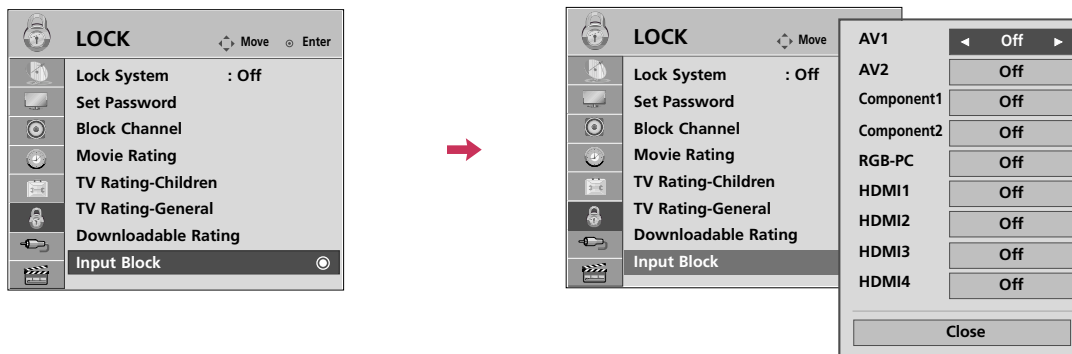 LOCK
Move
Enter
Lock System : Off
Set Password
Block Channel
Movie Rating
TV Rating-Children
TV Rating-General
Downloadable Rating
Input Block
LOCK
Move
Lock System : Off
Set Password
Block Channel
Movie Rating
TV Rating-Children
TV Rating-General
Downloadable Rating
Input Block
AV1 ◄ Off ►
AV2 Off
Component1 Off
Component2 Off
RGB-PC Off
HDMI1 Off
HDMI2 Off
HDMI3 Off
HDMI4 Off
Close